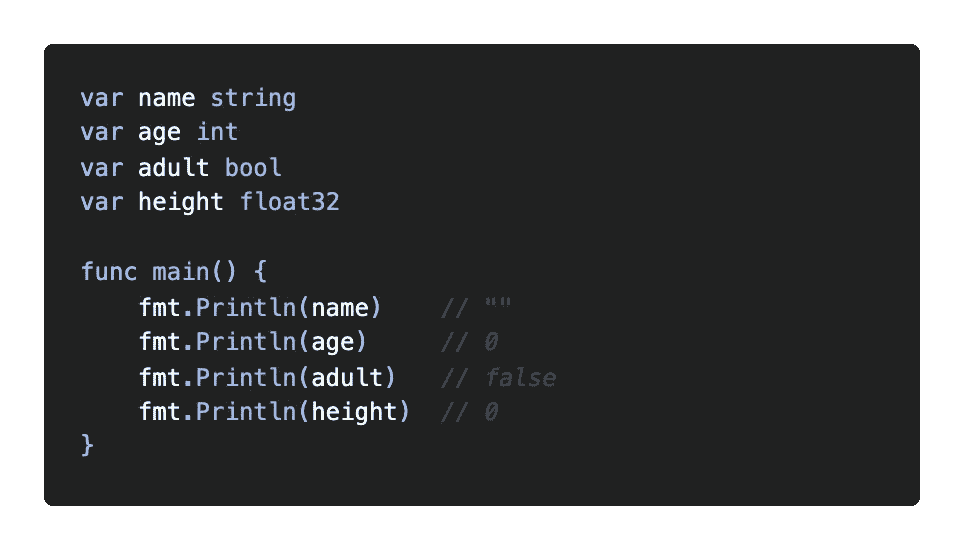 var name string
var age int
var adult bool
var height float32

func main() {
    fmt.Println(name)    // ""
    fmt.Println(age)     // 0
    fmt.Println(adult)   // false
    fmt.Println(height)  // 0
}